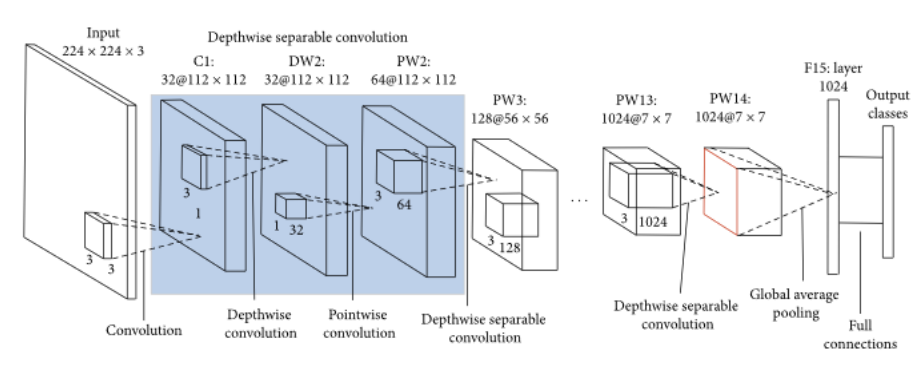 Input
224 × 224 × 3
Depthwise separable convolution
C1:
32@112 × 112
DW2:
32@112 × 112
PW2:
64@112 × 112
PW3:
128@56 × 56
PW13:
1024@7 × 7
PW14:
1024@7 × 7
F15: layer
1024
Output
classes
3
3
3
1
1
32
3
64
3
128
...
3
1024
Convolution
Depthwise
convolution
Pointwise
convolution
Depthwise separable
convolution
Depthwise separable
convolution
Global average
pooling
Full
connections